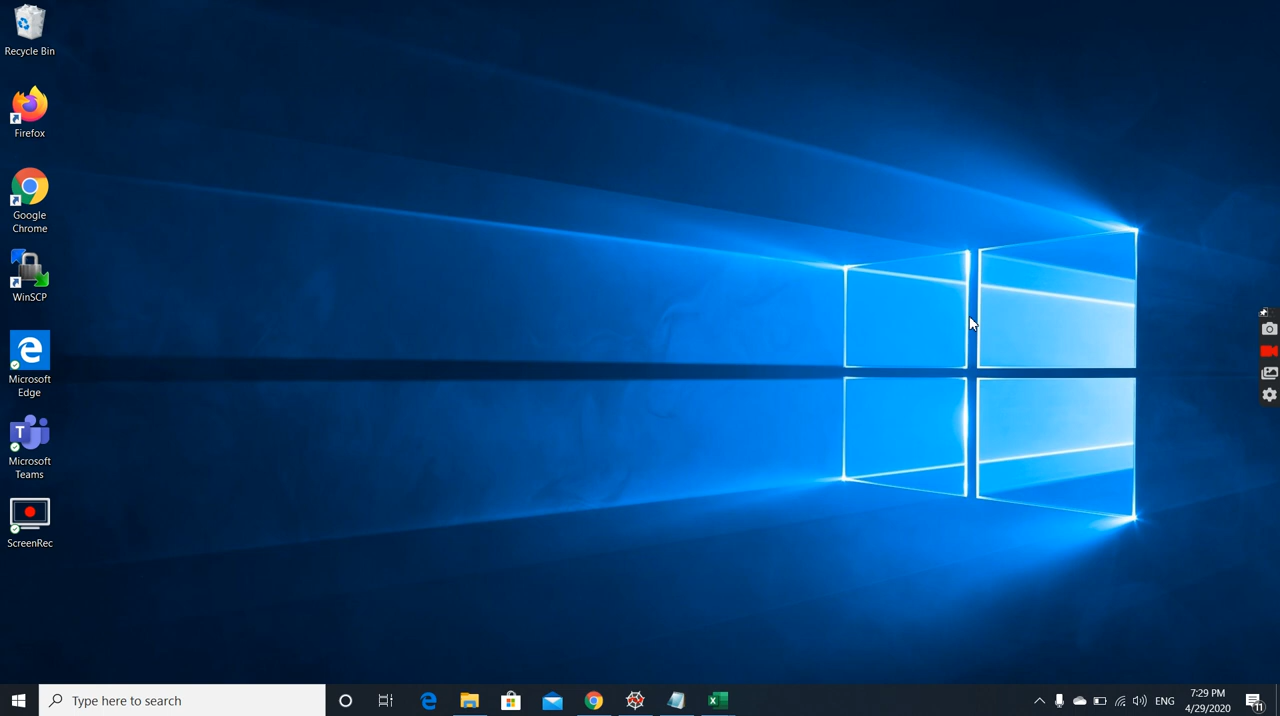 Recycle Bin
Firefox
Google
Chrome
WinSCP
Microsoft
Edge
T
Microsoft
Teams
ScreenRec
Type here to search
ENG
7:29 PM
4/29/2020
11